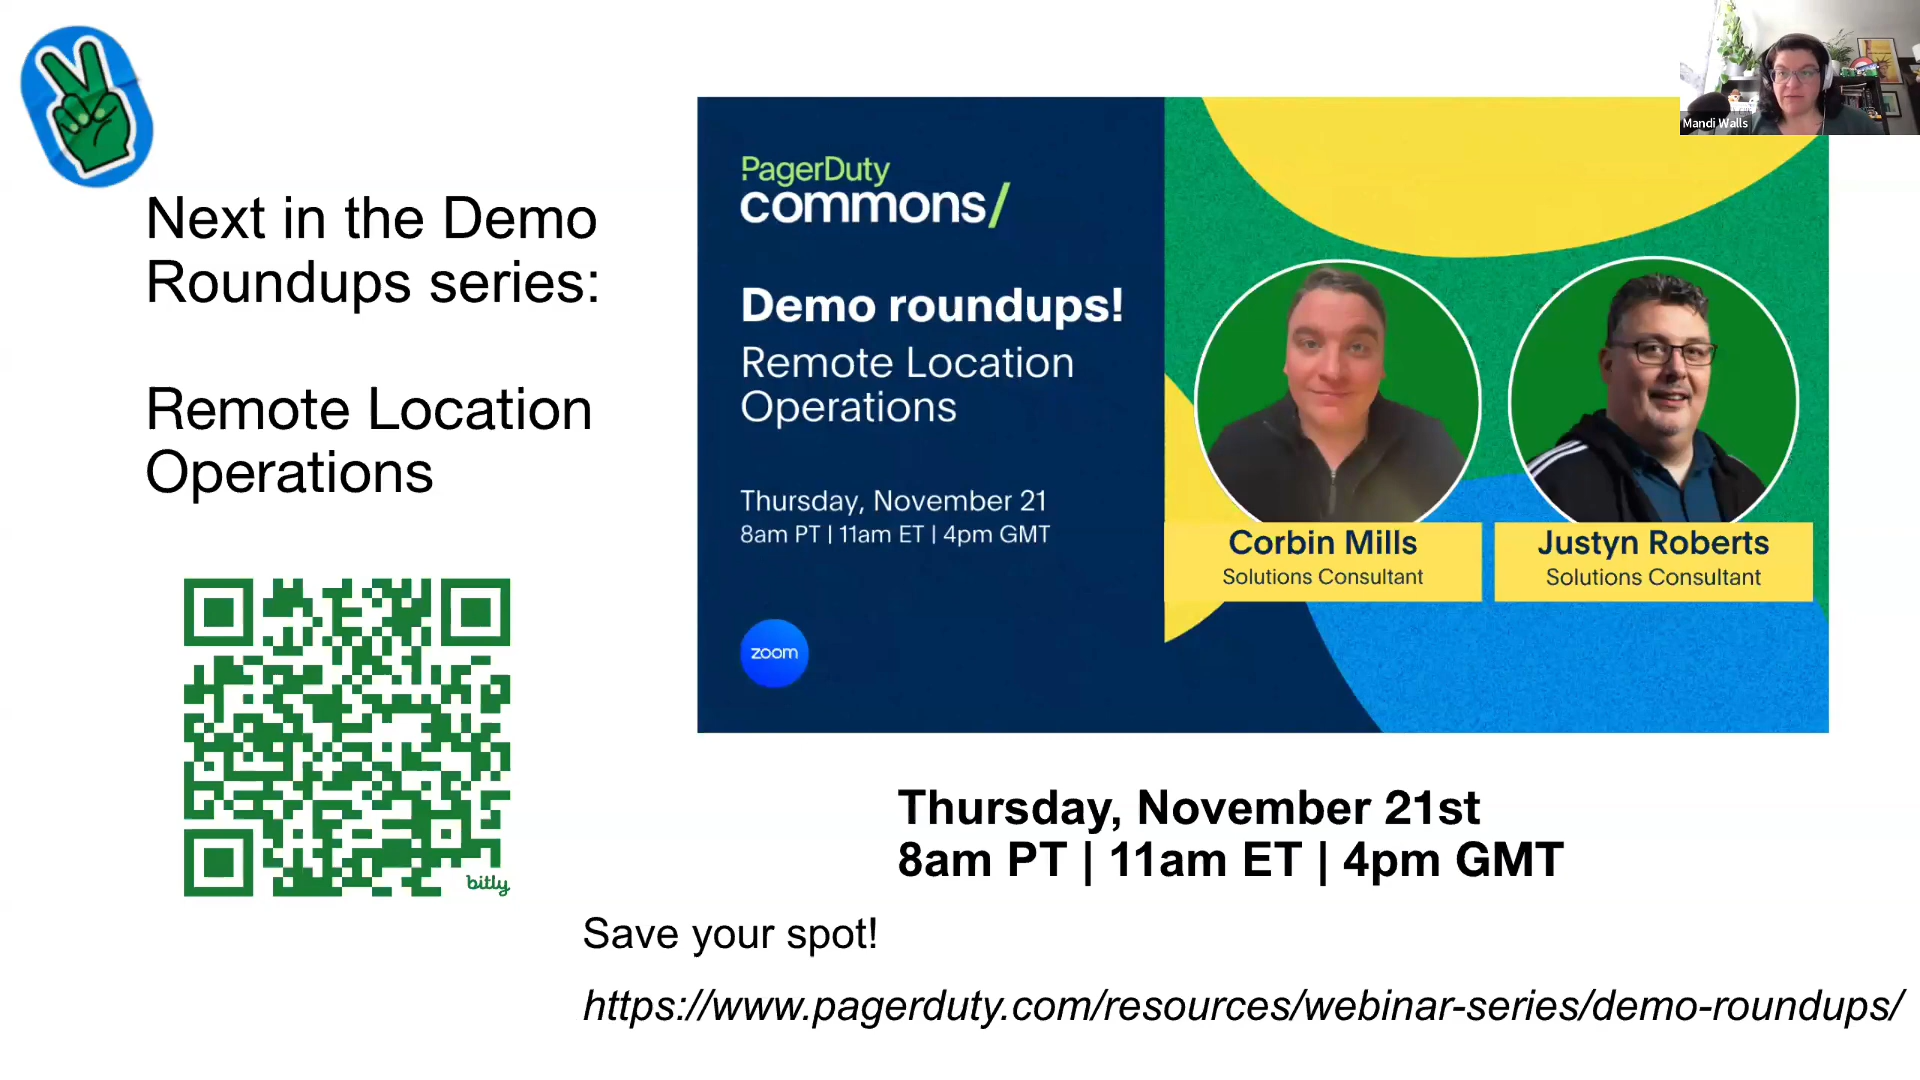 Mandi Walls
Next in the Demo
Roundups series:
Remote Location
Operations
bitly
PagerDuty
commons/
Demo roundups!
Remote Location
Operations
Thursday, November 21
8am PT | 11am ET | 4pm GMT
zoom
Corbin Mills
Solutions Consultant
Justyn Roberts
Solutions Consultant
Thursday, November 21st
8am PT | 11am ET | 4pm GMT
Save your spot!
https://www.pagerduty.com/resources/webinar-series/demo-roundups/